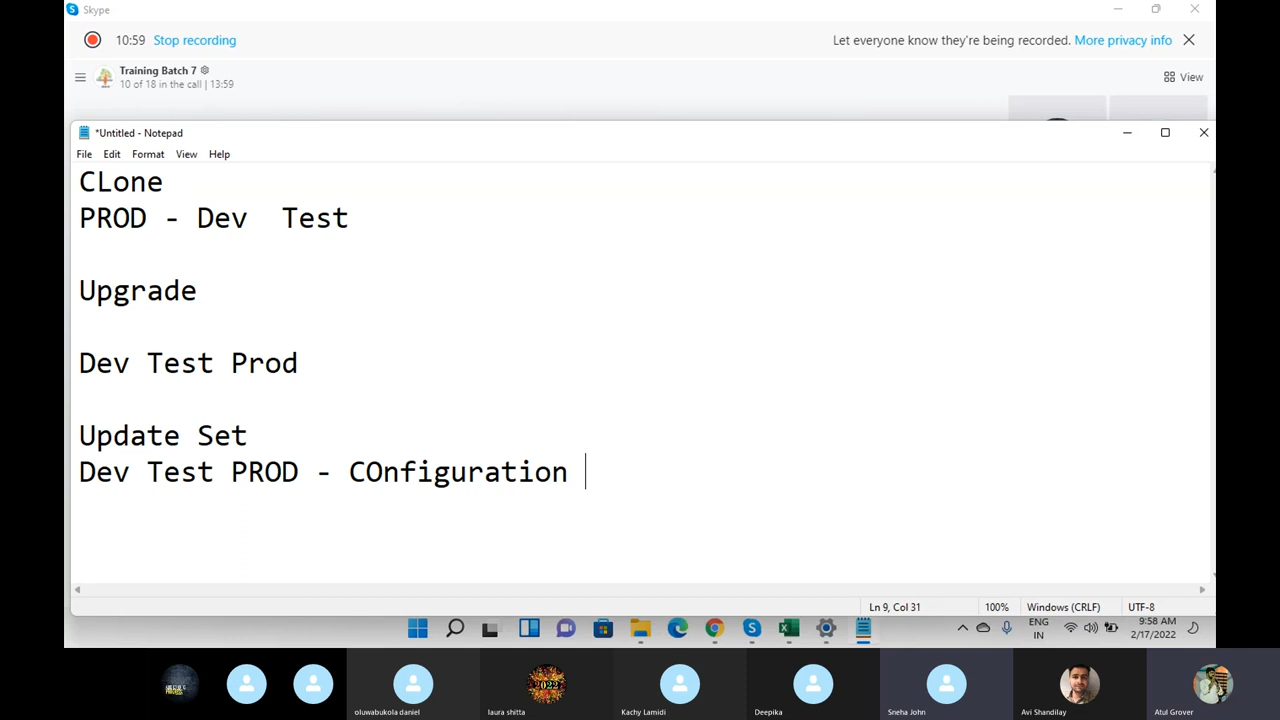 Skype
10:59 Stop recording
Let everyone know they're being recorded. More privacy info
Training Batch 7
10 of 18 in the call | 13:59
View
*Untitled - Notepad
File Edit Format View Help
CLone
PROD - Dev  Test
Upgrade
Dev Test Prod
Update Set
Dev Test PROD - COnfiguration
Ln 9, Col 31
100%
Windows (CRLF)
UTF-8
ENG
IN
9:58 AM
2/17/2022
2022
oluwabukola daniel
laura shitta
Kachy Lamidi
Deepika
Sneha John
Avi Shandilay
Atul Grover